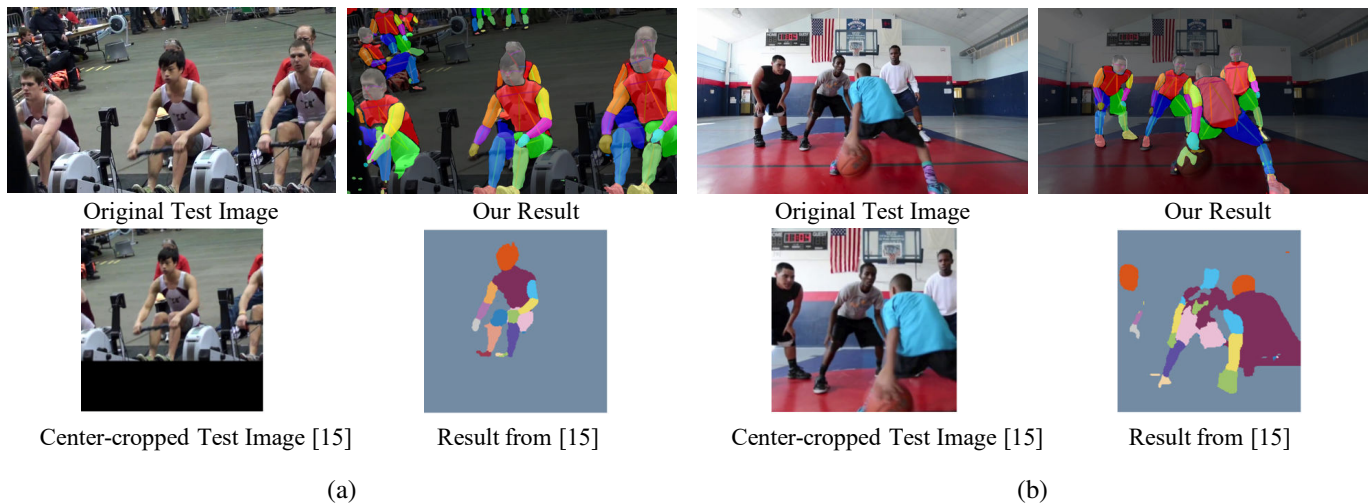 Original Test Image
Our Result
Original Test Image
Our Result
Center-cropped Test Image [15]
Result from [15]
Center-cropped Test Image [15]
Result from [15]
(a)
(b)